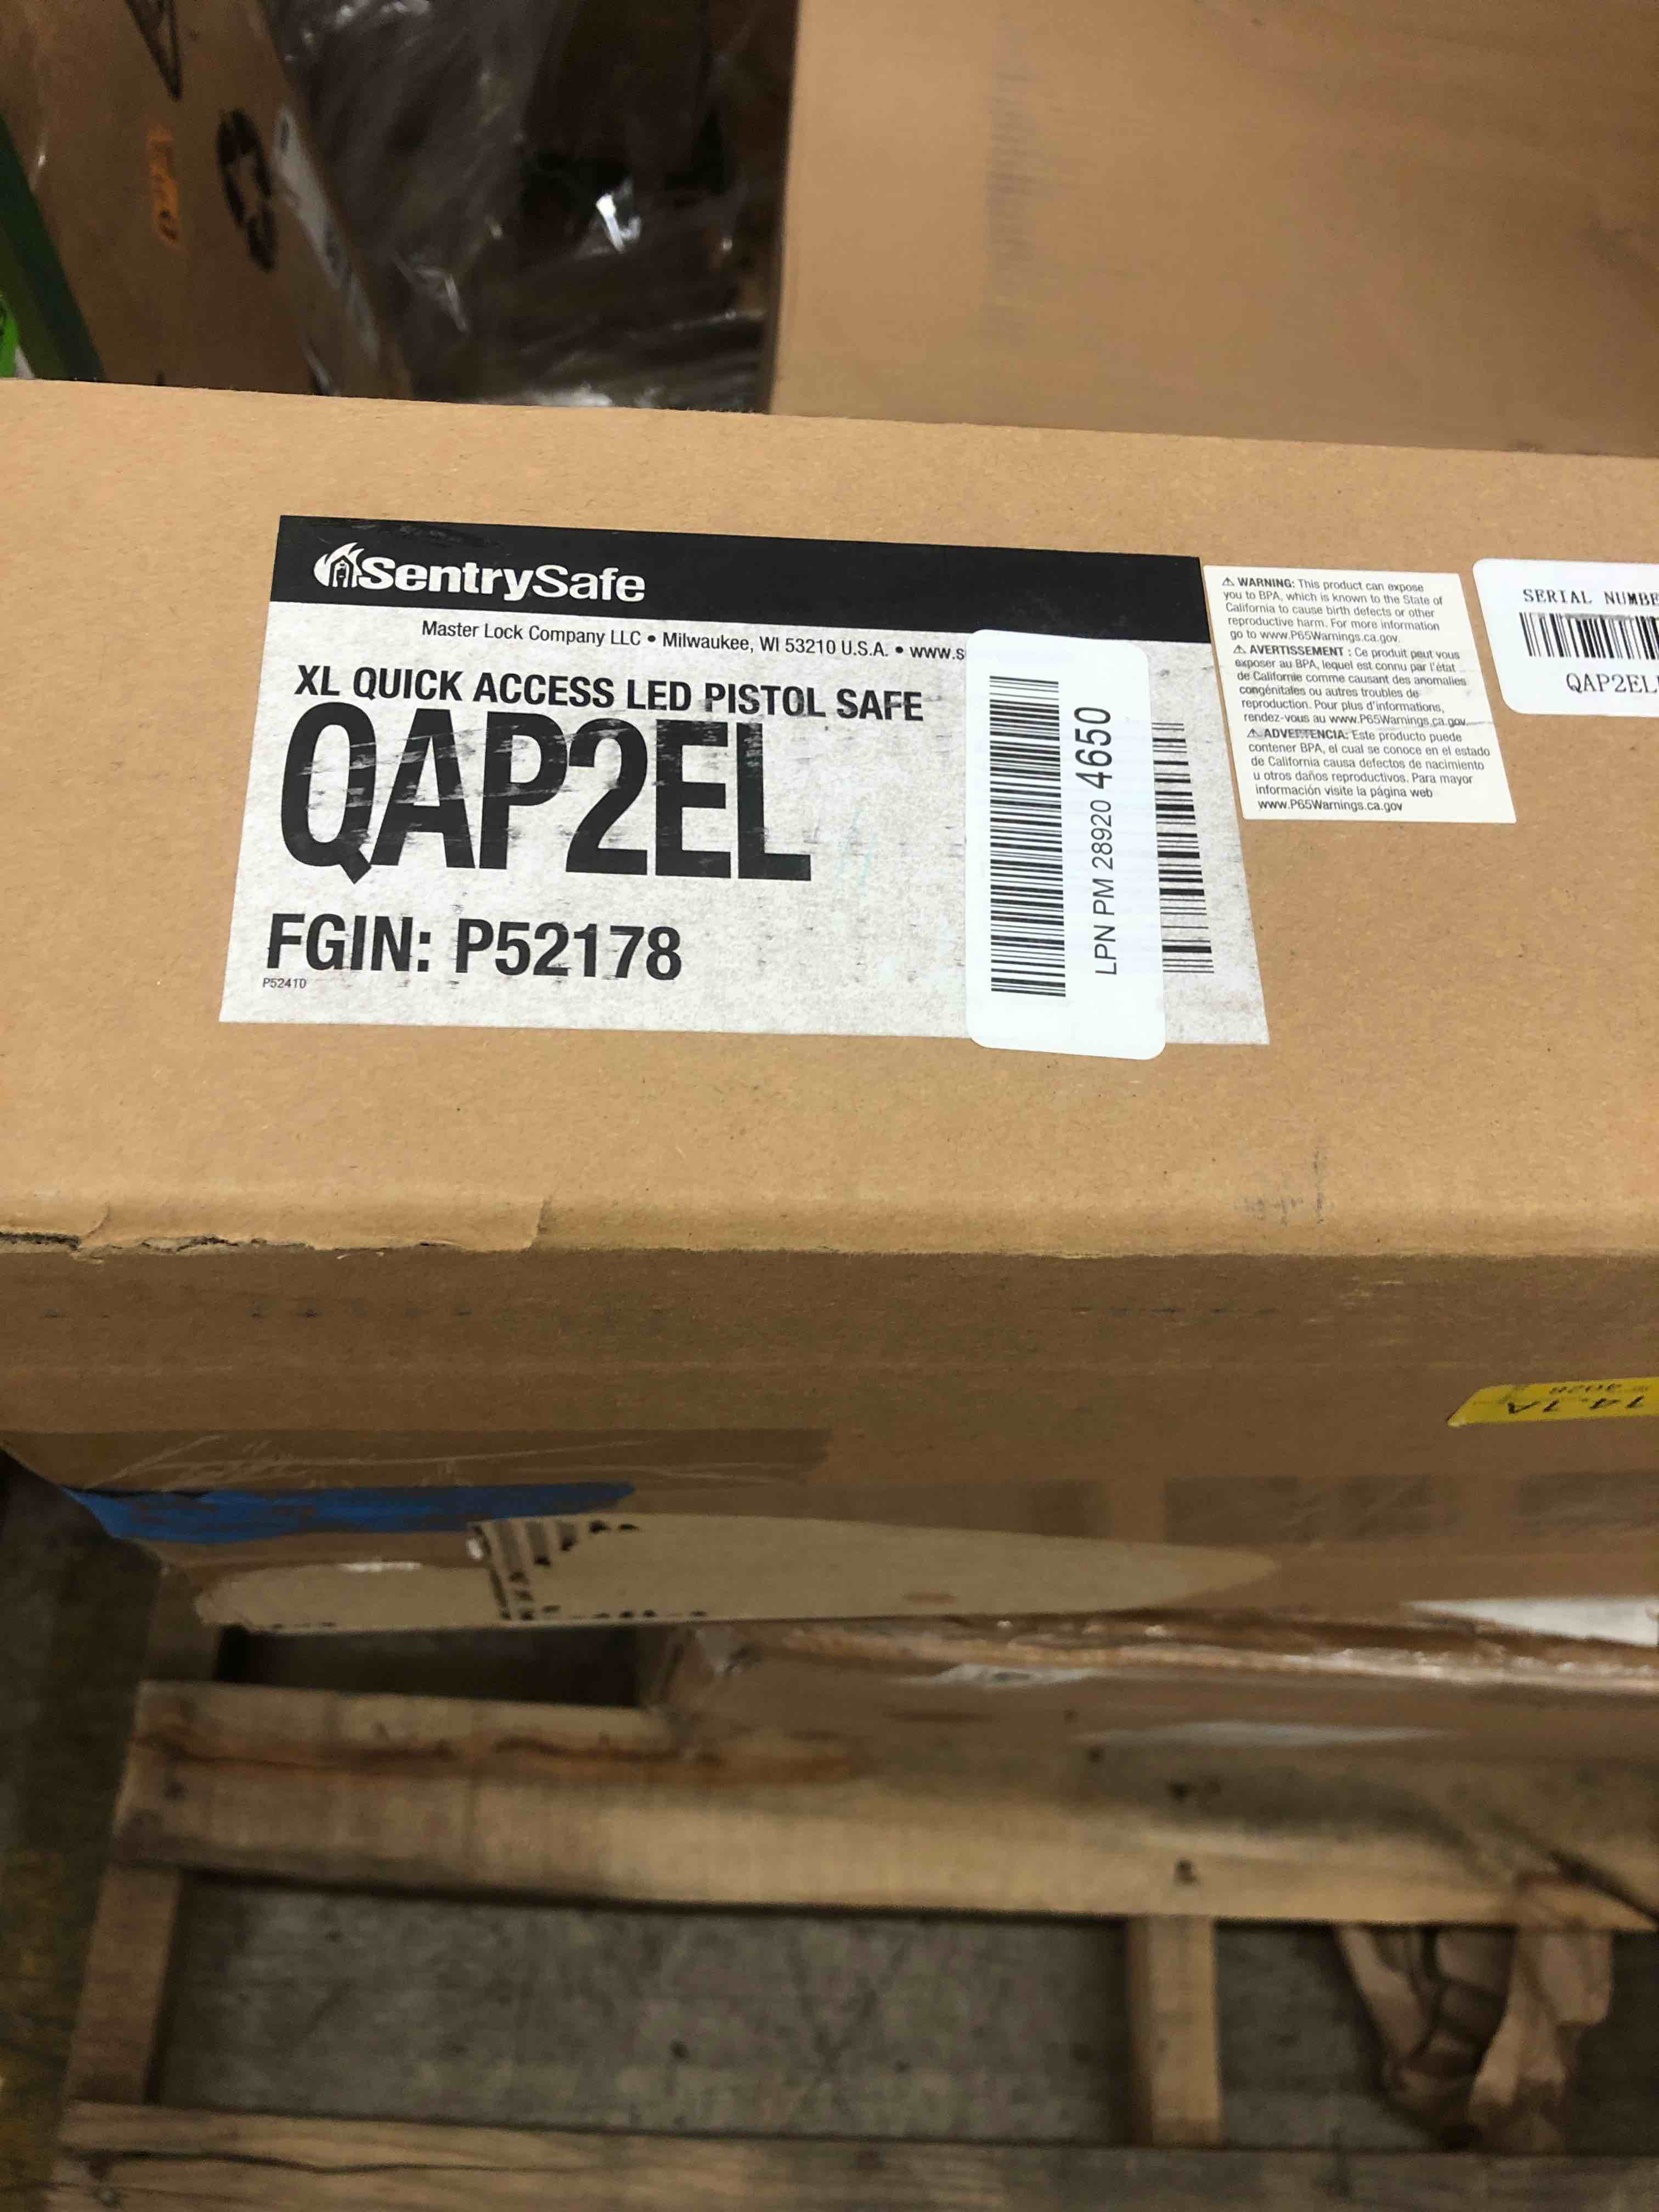 SentrySafe
Master Lock Company LLC • Milwaukee, WI 53210 U.S.A. • www.s
XL QUICK ACCESS LED PISTOL SAFE
QAP2EL
FGIN: P52178
P5241D
LPN PM 28920 4650
⚠ WARNING: This product can expose
you to BPA, which is known to the State of
California to cause birth defects or other
reproductive harm. For more information
go to www.P65Warnings.ca.gov.
⚠ AVERTISSEMENT : Ce produit peut vous
exposer au BPA, lequel est connu par l'état
de Californie comme causant des anomalies
congénitales ou autres troubles de
reproduction. Pour plus d'informations,
rendez-vous au www.P65Warnings.ca.gov.
⚠ ADVERTENCIA: Este producto puede
contener BPA, el cual se conoce en el estado
de California causa defectos de nacimiento
u otros daños reproductivos. Para mayor
información visite la página web
www.P65Warnings.ca.gov
SERIAL NUMBE
QAP2EL
14.1A
3028